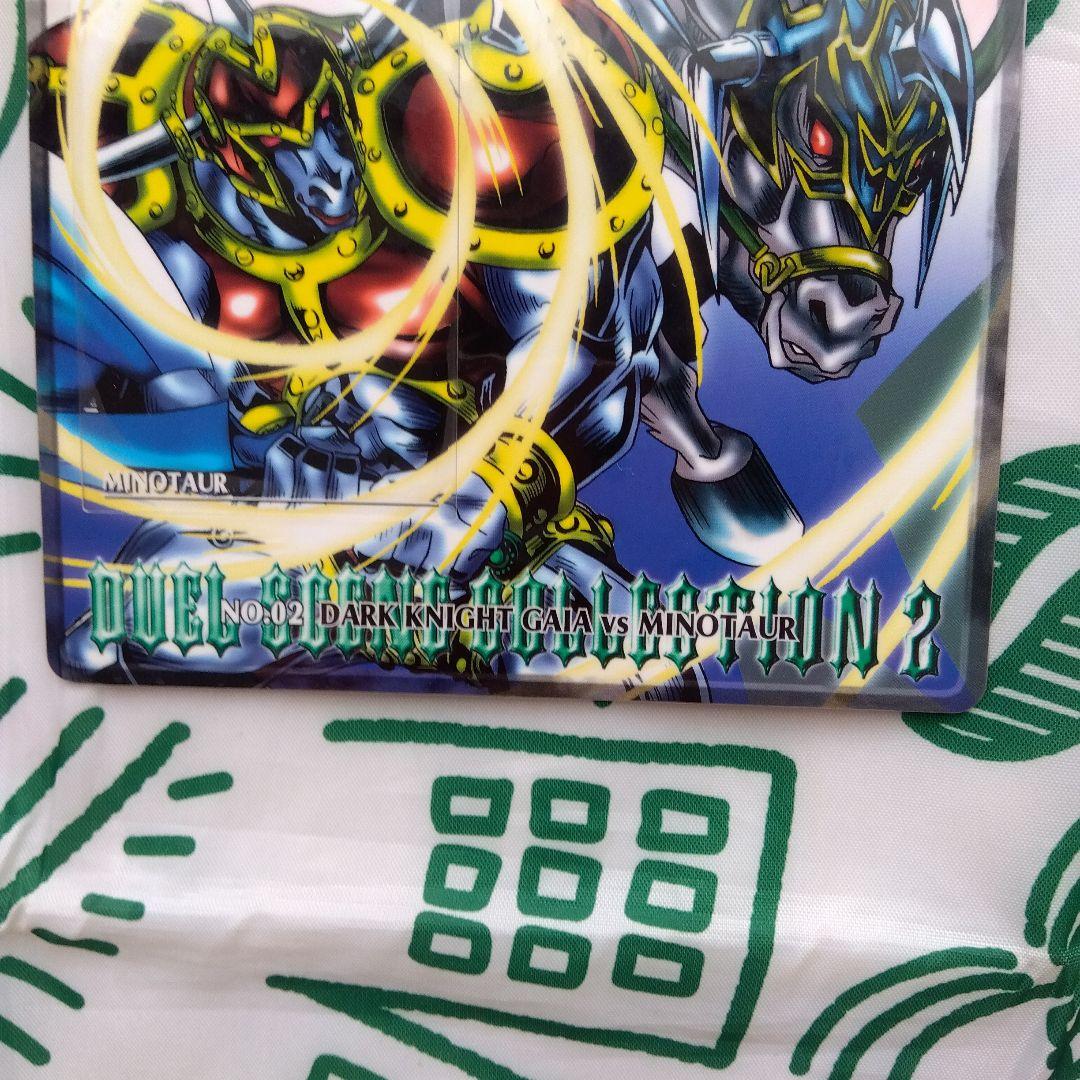 MINOTAUR
DUEL SCENE COLLECTION 2
NO.02 DARK KNIGHT GAIA vs MINOTAUR